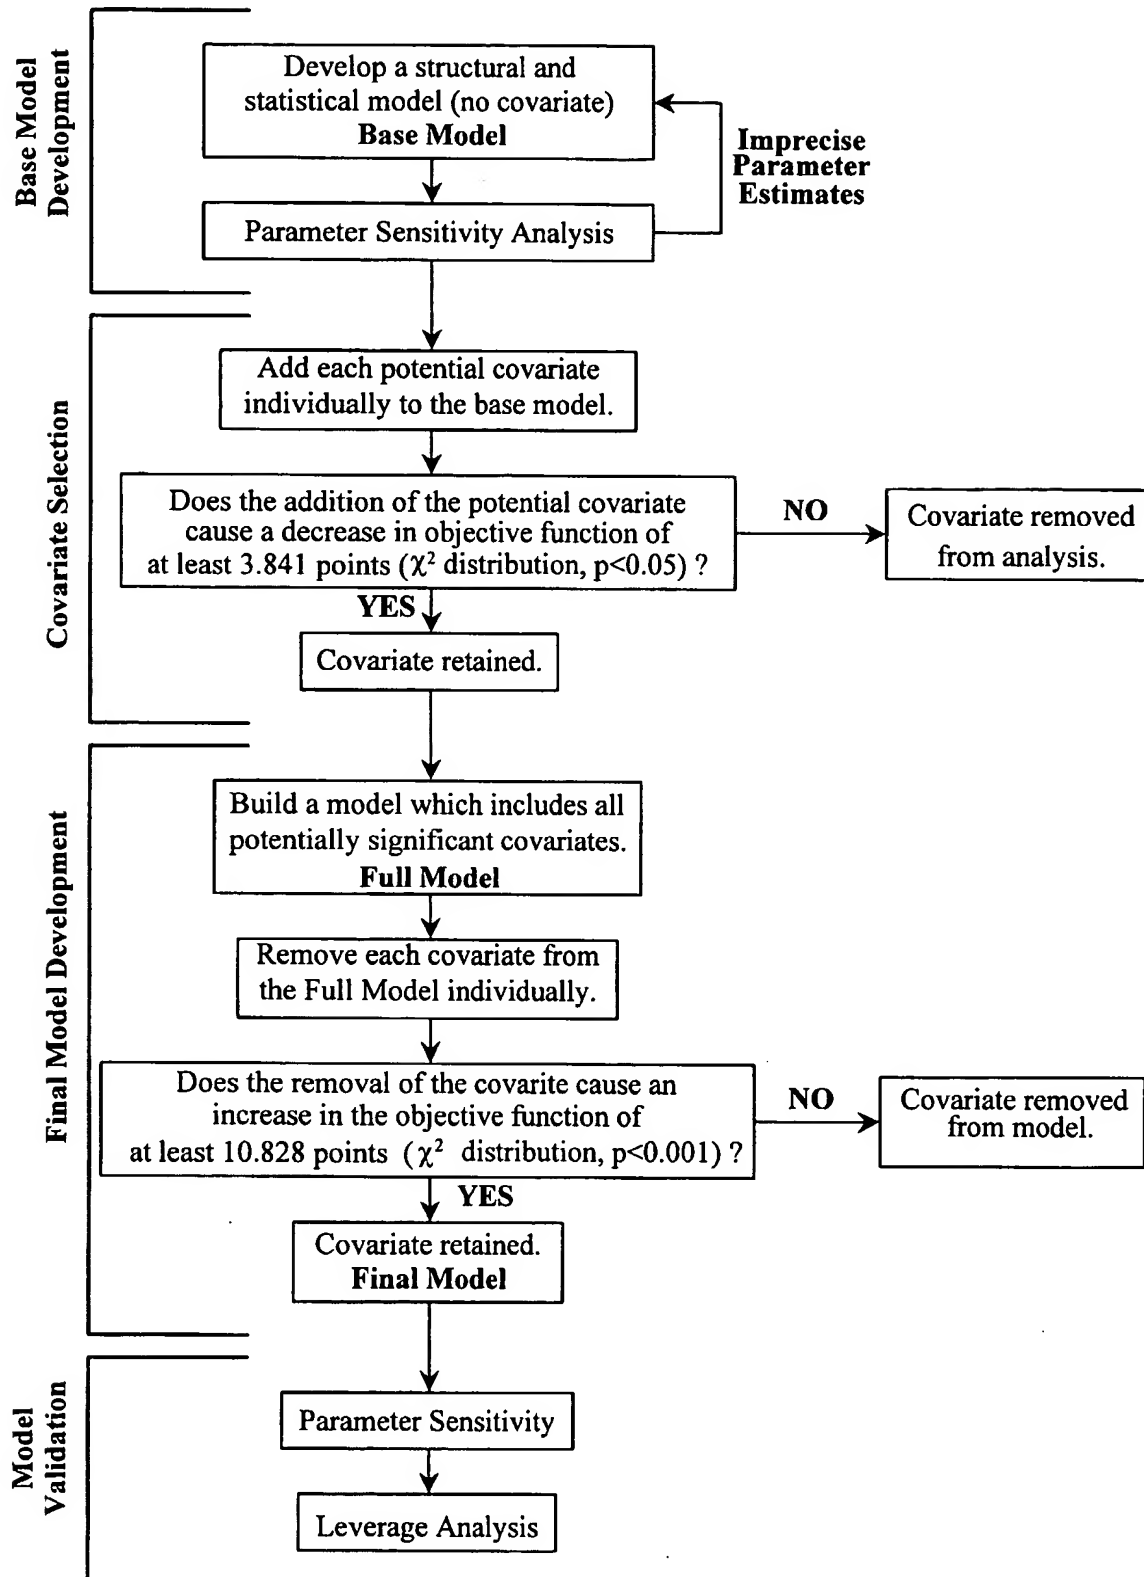 Base Model
Development
Develop a structural and
statistical model (no covariate)
Base Model
Imprecise
Parameter
Estimates
Parameter Sensitivity Analysis
Covariate Selection
Add each potential covariate
individually to the base model.
Does the addition of the potential covariate
cause a decrease in objective function of
at least 3.841 points (χ² distribution, p<0.05) ?
NO
Covariate removed
from analysis.
YES
Covariate retained.
Final Model Development
Build a model which includes all
potentially significant covariates.
Full Model
Remove each covariate from
the Full Model individually.
Does the removal of the covarite cause an
increase in the objective function of
at least 10.828 points (χ² distribution, p<0.001) ?
NO
Covariate removed
from model.
YES
Covariate retained.
Final Model
Model
Validation
Parameter Sensitivity
Leverage Analysis